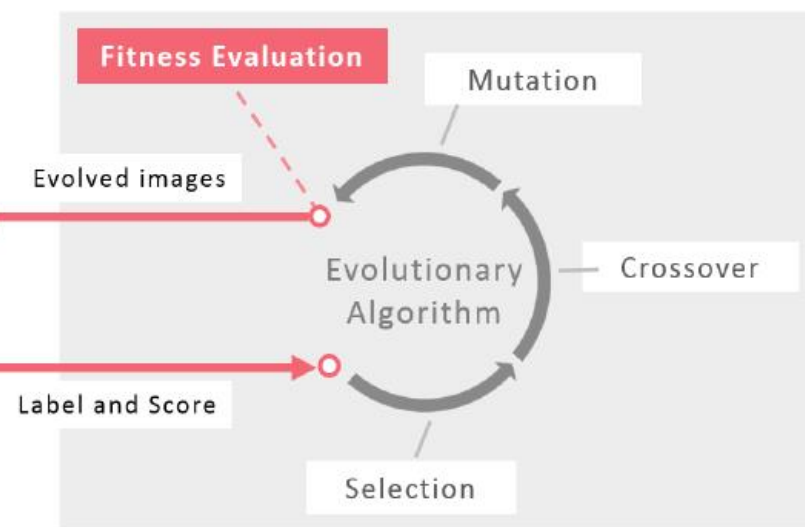 Fitness Evaluation
Mutation
Evolved images
Evolutionary
Algorithm
Crossover
Label and Score
Selection